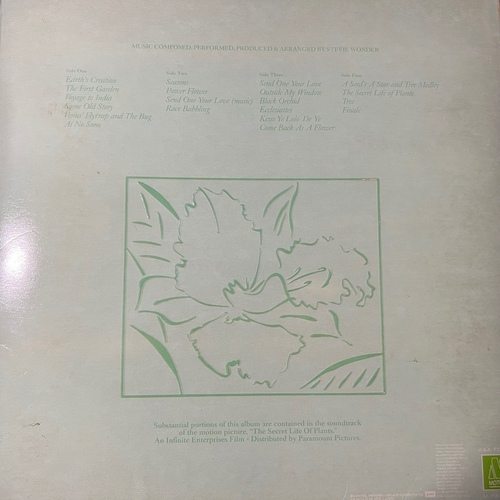 MUSIC COMPOSED, PERFORMED, PRODUCED & ARRANGED BY STEVIE WONDER
Side One
Earth's Creation
The First Garden
Voyage to India
Same Old Story
Venus' Flytrap and The Bug
Ai No Sono
Side Two
Seasons
Power Flower
Send One Your Love (music)
Race Babbling
Side Three
Send One Your Love
Outside My Window
Black Orchid
Ecclesiastes
Kesse Ye Lolo De Ye
Come Back As A Flower
Side Four
A Seed's A Star and Tree Medley
The Secret Life of Plants
Tree
Finale
Substantial portions of this album are contained in the soundtrack
of the motion picture, "The Secret Life Of Plants."
An Infinite Enterprises Film - Distributed by Paramount Pictures.